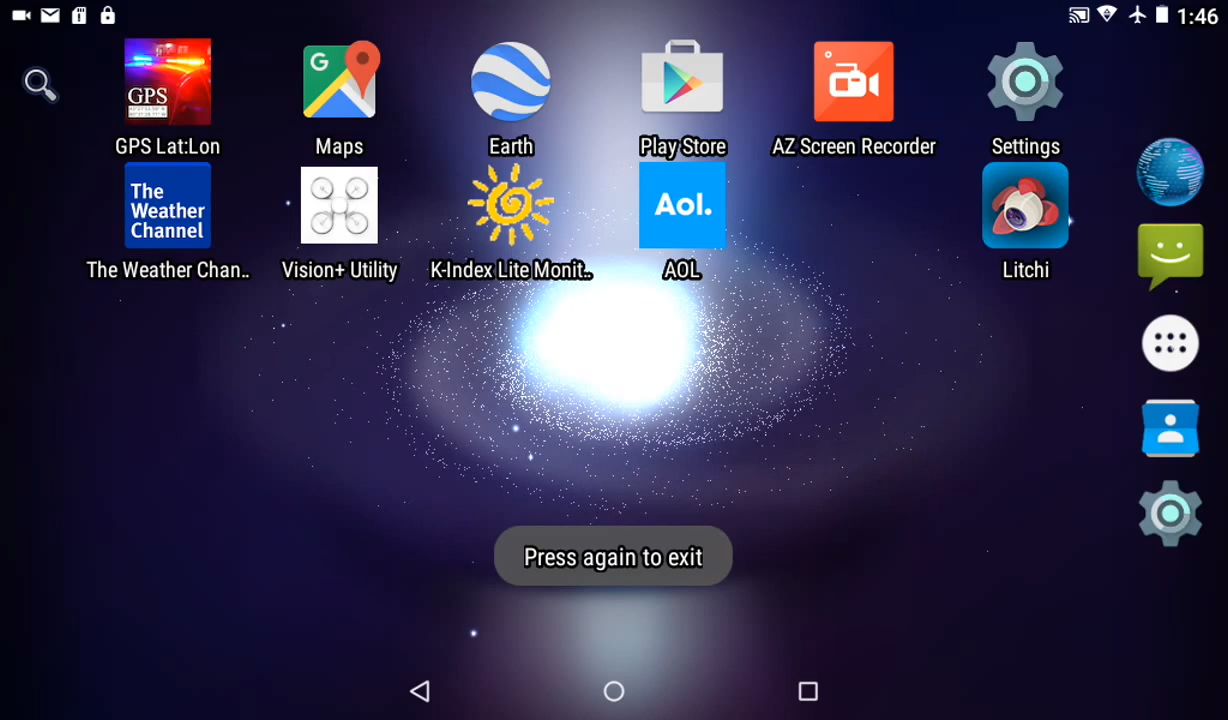 1:46
GPS
GPS Lat:Lon
G
Maps
Earth
Play Store
AZ Screen Recorder
Settings
The
Weather
Channel
The Weather Chan..
Vision+ Utility
K-Index Lite Monit..
Aol.
AOL
Litchi
Press again to exit